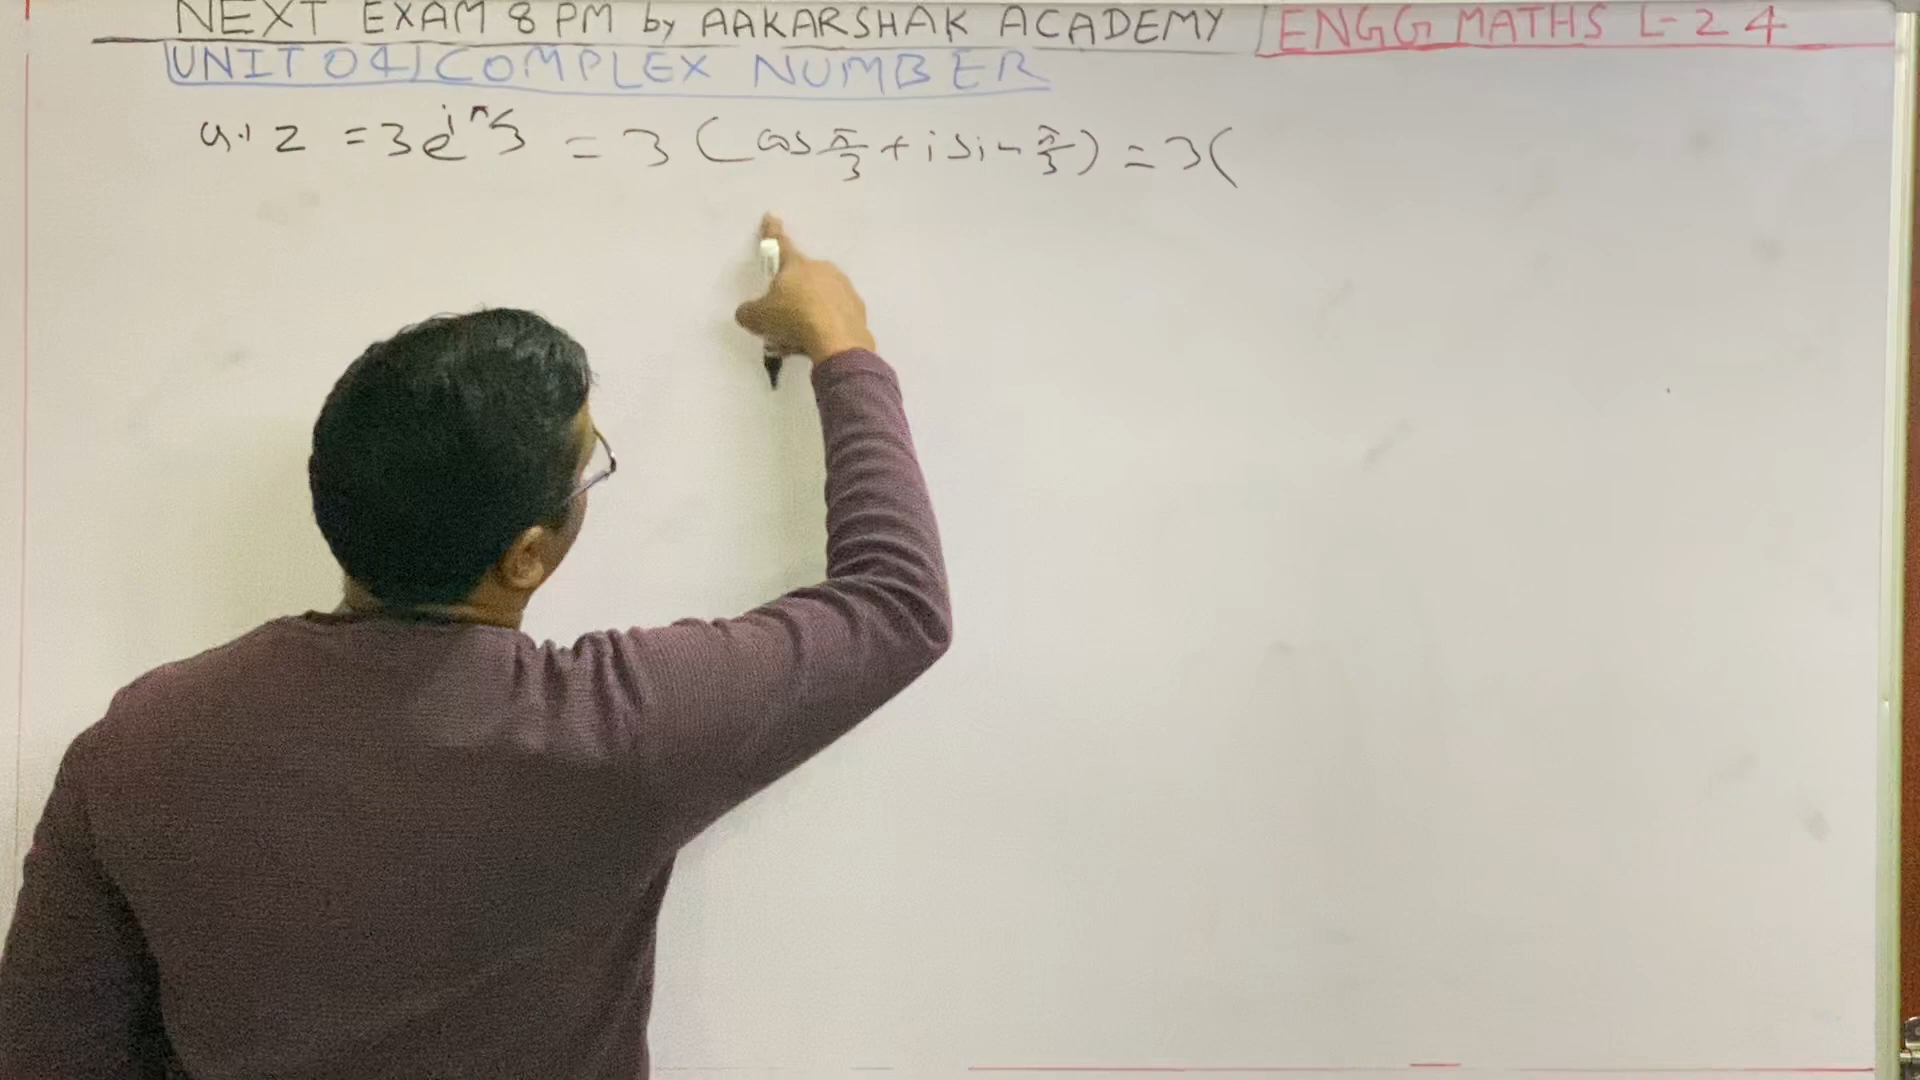 NEXT EXAM 8 PM by AAKARSHAK ACADEMY ENGG MATHS L-24
UNIT 04 COMPLEX NUMBER
z = 3e^{iπ/3} = 3 (cos π/3 + i sin π/3) = 3(